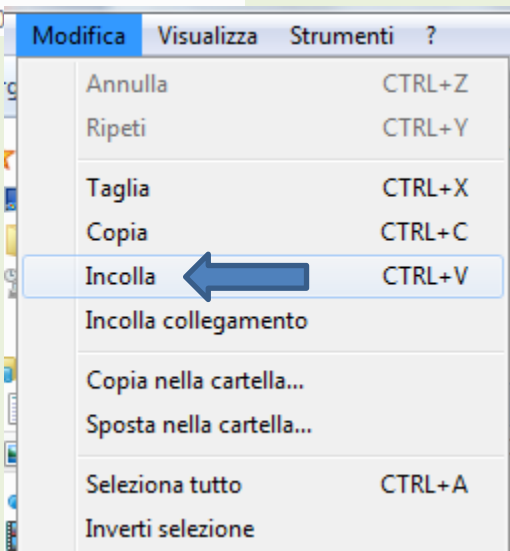 Modifica Visualizza Strumenti ?
Annulla CTRL+Z
Ripeti CTRL+Y
Taglia CTRL+X
Copia CTRL+C
Incolla CTRL+V
Incolla collegamento
Copia nella cartella...
Sposta nella cartella...
Seleziona tutto CTRL+A
Inverti selezione